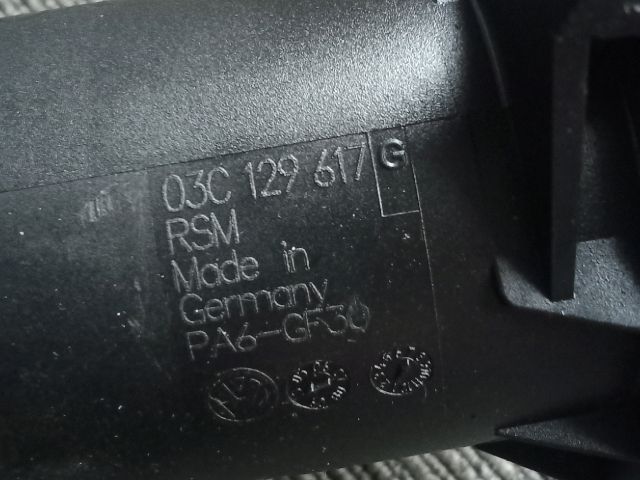 03C 129 617 G
RSM
Made in
Germany
PA6-GF30